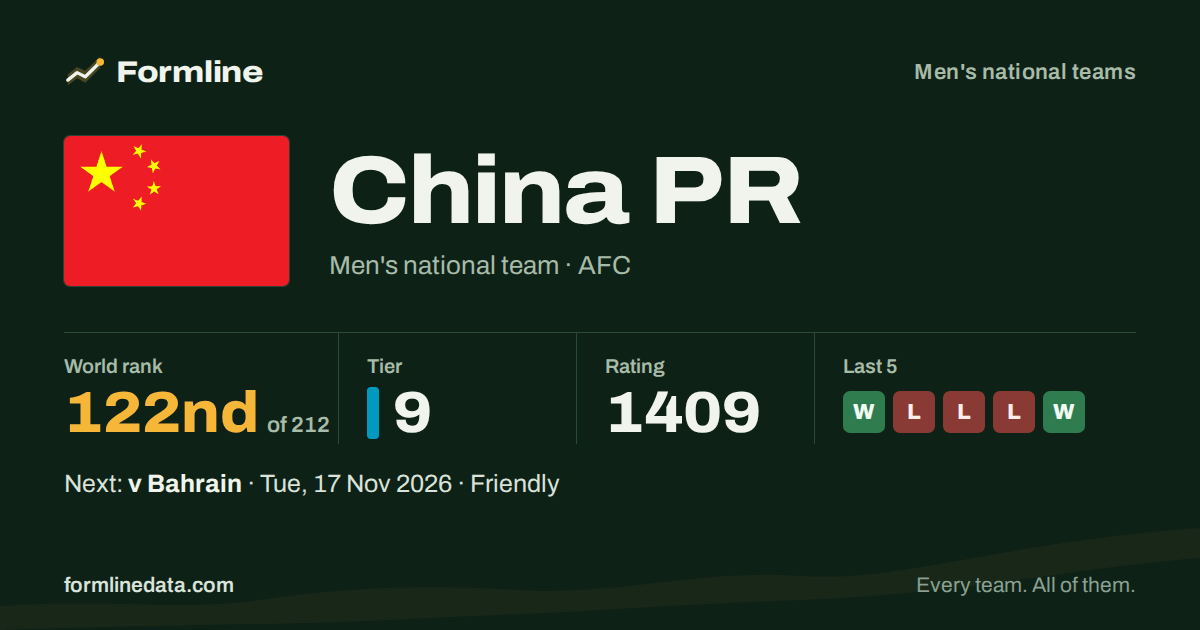 Formline
Men's national teams
China PR
Men's national team · AFC
World rank
122nd of 212
Tier
9
Rating
1409
Last 5
W L L L W
Next: v Bahrain · Tue, 17 Nov 2026 · Friendly
formlinedata.com
Every team. All of them.